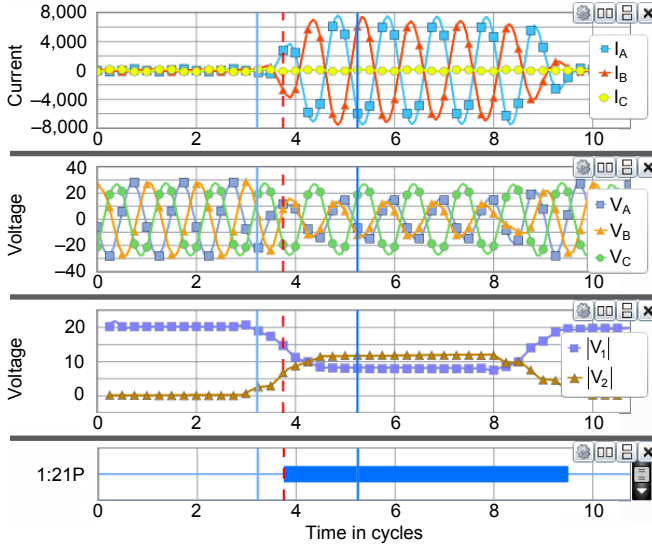 8,000
4,000
0
–4,000
–8,000
Current
I_A
I_B
I_C
0 2 4 6 8 10
40
20
0
–20
–40
Voltage
V_A
V_B
V_C
0 2 4 6 8 10
20
10
0
Voltage
|V_1|
|V_2|
0 2 4 6 8 10
1:21P
0 2 4 6 8 10
Time in cycles